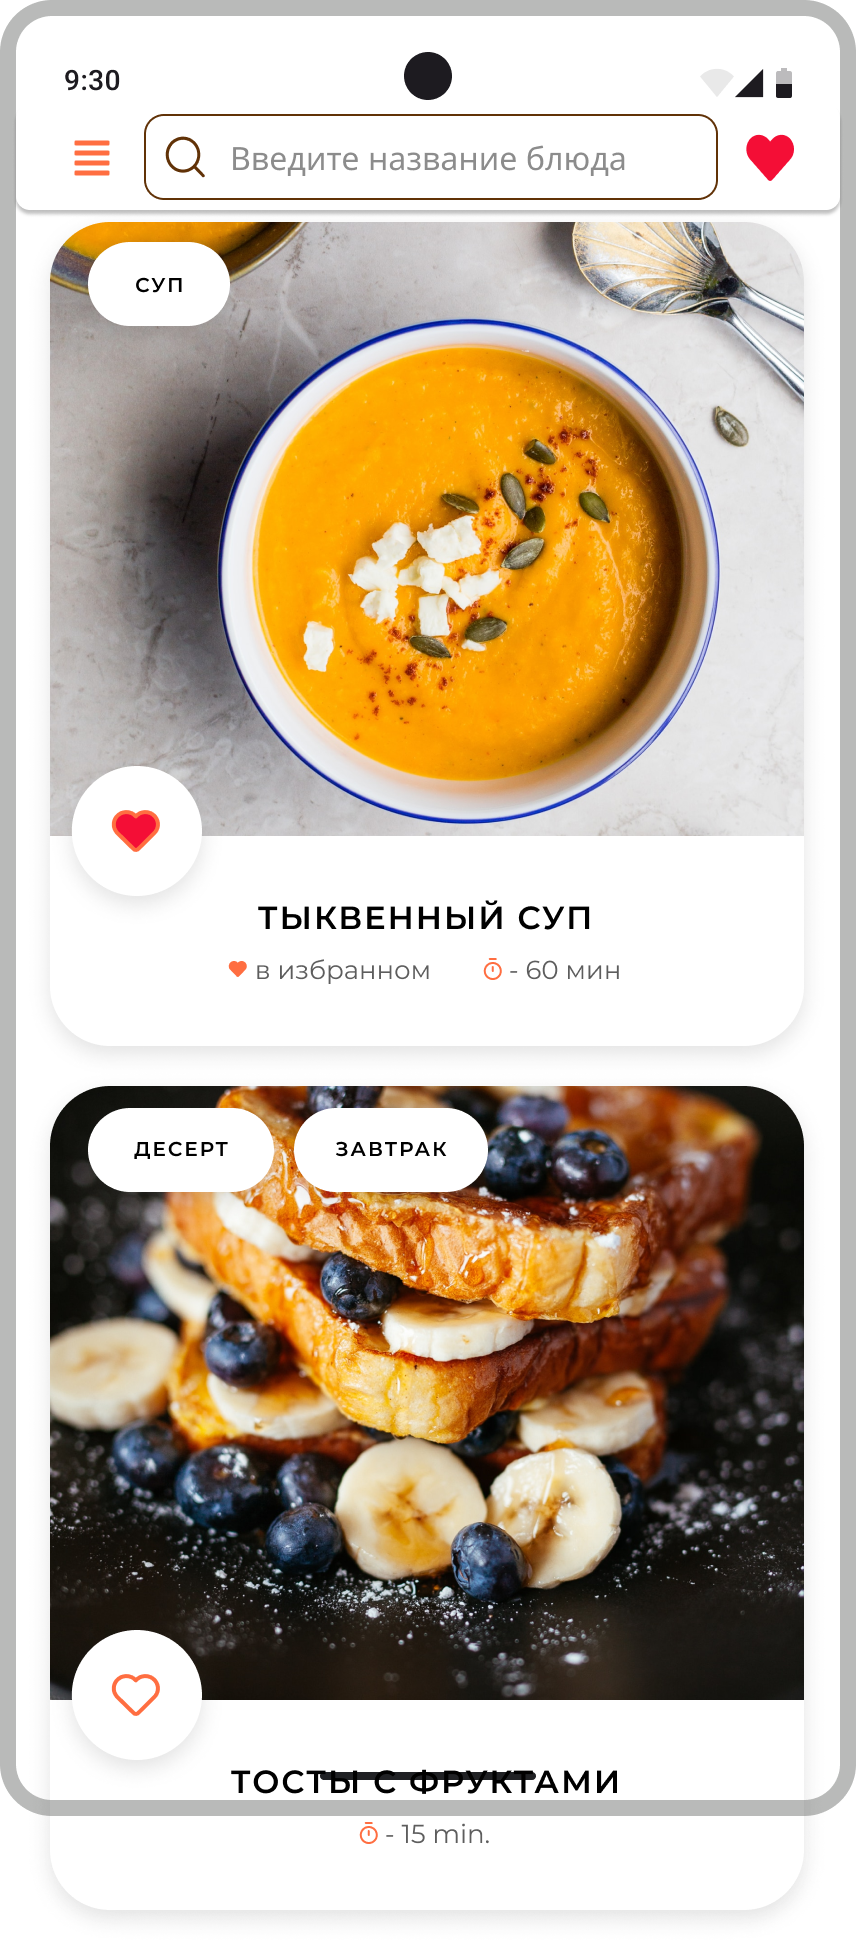 9:30
Введите название блюда
СУП
ТЫКВЕННЫЙ СУП
в избранном - 60 мин
ДЕСЕРТ ЗАВТРАК
ТОСТЫ С ФРУКТАМИ
- 15 min.